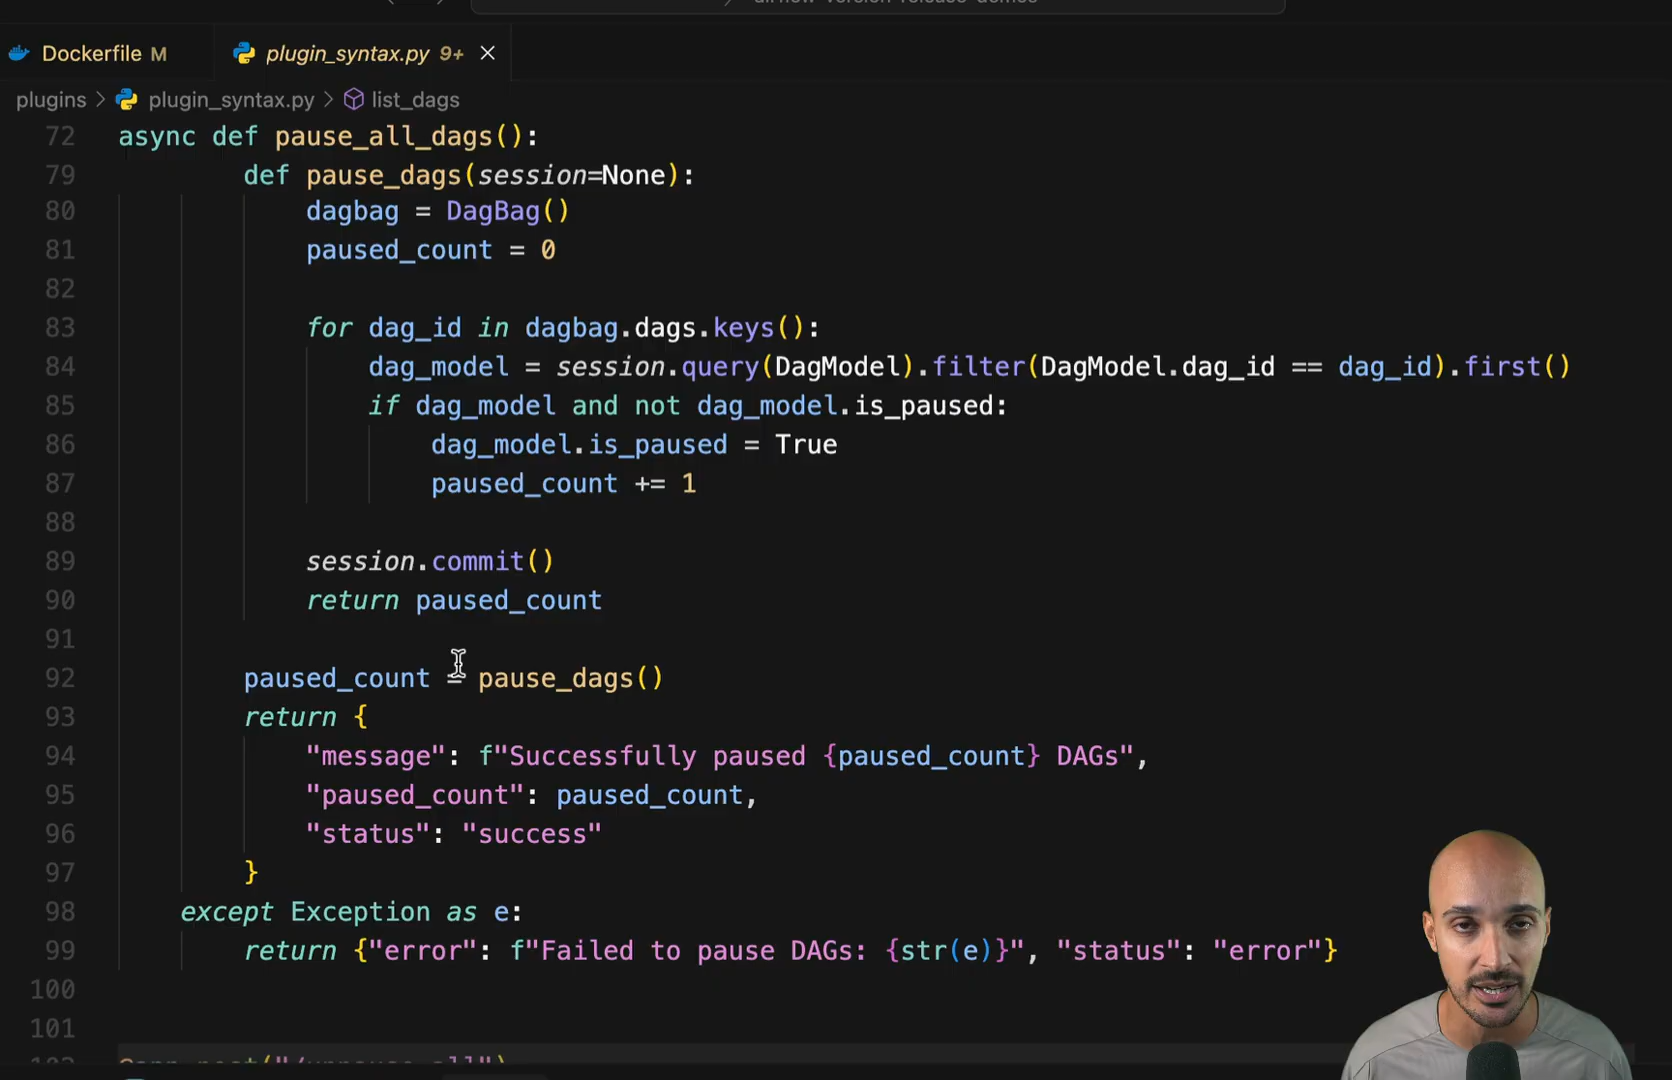 airflow-version-release-demos
Dockerfile M
plugin_syntax.py 9+
plugins > plugin_syntax.py > list_dags
72 async def pause_all_dags():
79 def pause_dags(session=None):
80 dagbag = DagBag()
81 paused_count = 0
82
83 for dag_id in dagbag.dags.keys():
84 dag_model = session.query(DagModel).filter(DagModel.dag_id == dag_id).first()
85 if dag_model and not dag_model.is_paused:
86 dag_model.is_paused = True
87 paused_count += 1
88
89 session.commit()
90 return paused_count
91
92 paused_count = pause_dags()
93 return {
94 "message": f"Successfully paused {paused_count} DAGs",
95 "paused_count": paused_count,
96 "status": "success"
97 }
98 except Exception as e:
99 return {"error": f"Failed to pause DAGs: {str(e)}", "status": "error"}
100
101